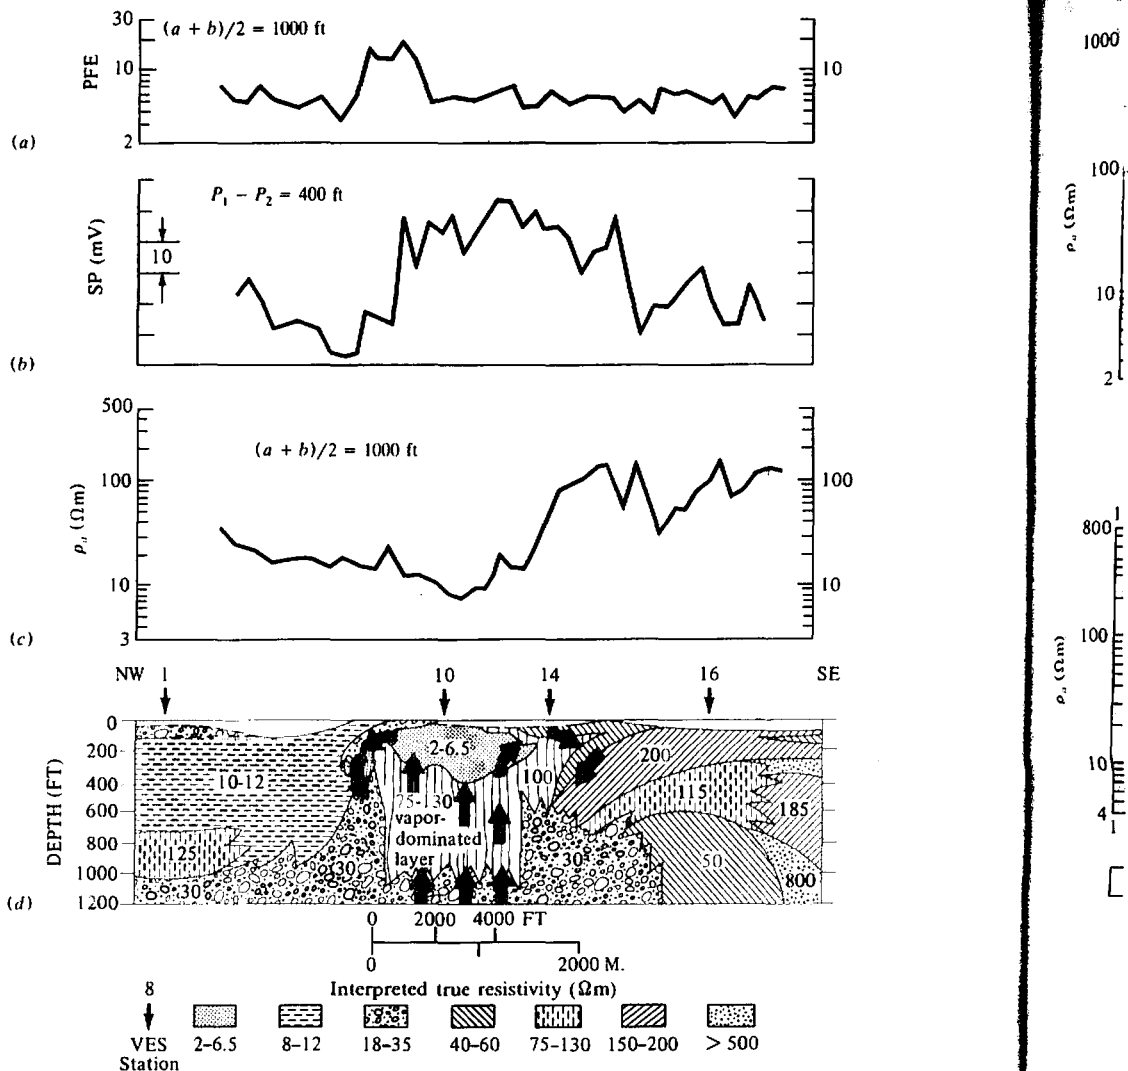 30
(a + b)/2 = 1000 ft
PFE
10
10
(a)
2
P₁ − P₂ = 400 ft
SP (mV)
10
(b)
500
(a + b)/2 = 1000 ft
100
100
ρₐ (Ωm)
10
10
(c)
3
NW 1 10 14 16 SE
0
200
400
600
800
1000
1200
DEPTH (FT)
(d)
2-6.5
10-12
200
100
115
75-130
vapor-
dominated
layer
185
125
30
30
30
50
800
0 2000 4000 FT
0 2000 M.
Interpreted true resistivity (Ωm)
8
VES
Station
2-6.5 8-12 18-35 40-60 75-130 150-200 > 500
1000
100
ρₐ (Ωm)
10
2
1
800
100
ρₐ (Ωm)
10
4
1